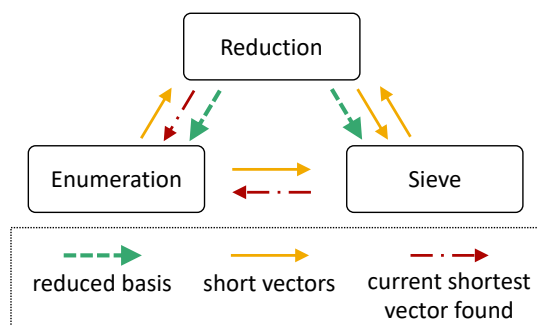 Reduction
Enumeration
Sieve
reduced basis
short vectors
current shortest
vector found